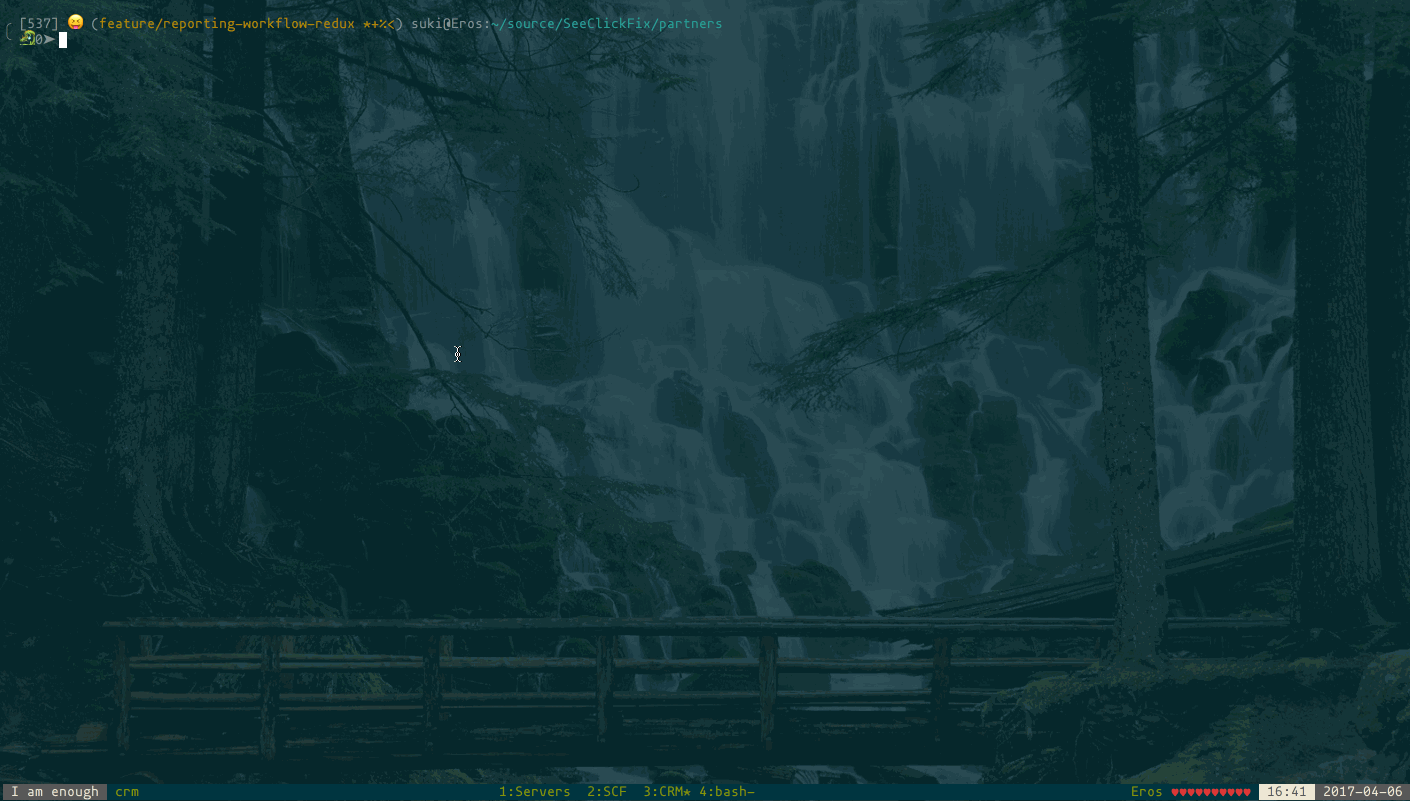 [537] 😆 (feature/reporting-workflow-redux *+%<) suki@Eros:~/source/SeeClickFix/partners
0➤
I am enough crm 1:Servers 2:SCF 3:CRM* 4:bash- Eros ♥♥♥♥♥♥♥♥♥♥ 16:41 2017-04-06